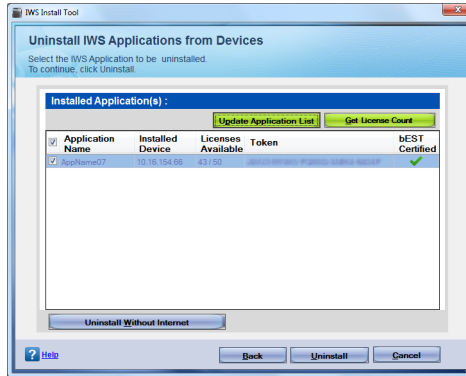 IWS Install Tool
Uninstall IWS Applications from Devices
Select the IWS Application to be uninstalled.
To continue, click Uninstall.
Installed Application(s) :
Update Application List Get License Count
Application Name Installed Device Licenses Available Token bEST Certified
AppName07 10.16.154.66 43 / 50
Uninstall Without Internet
? Help Back Uninstall Cancel